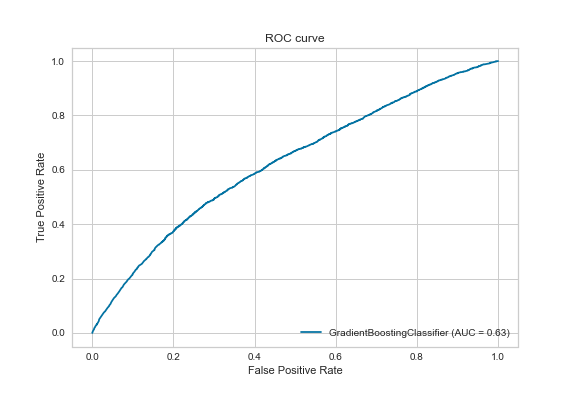 ROC curve
1.0
0.8
0.6
0.4
0.2
0.0
True Positive Rate
GradientBoostingClassifier (AUC = 0.63)
0.0 0.2 0.4 0.6 0.8 1.0
False Positive Rate